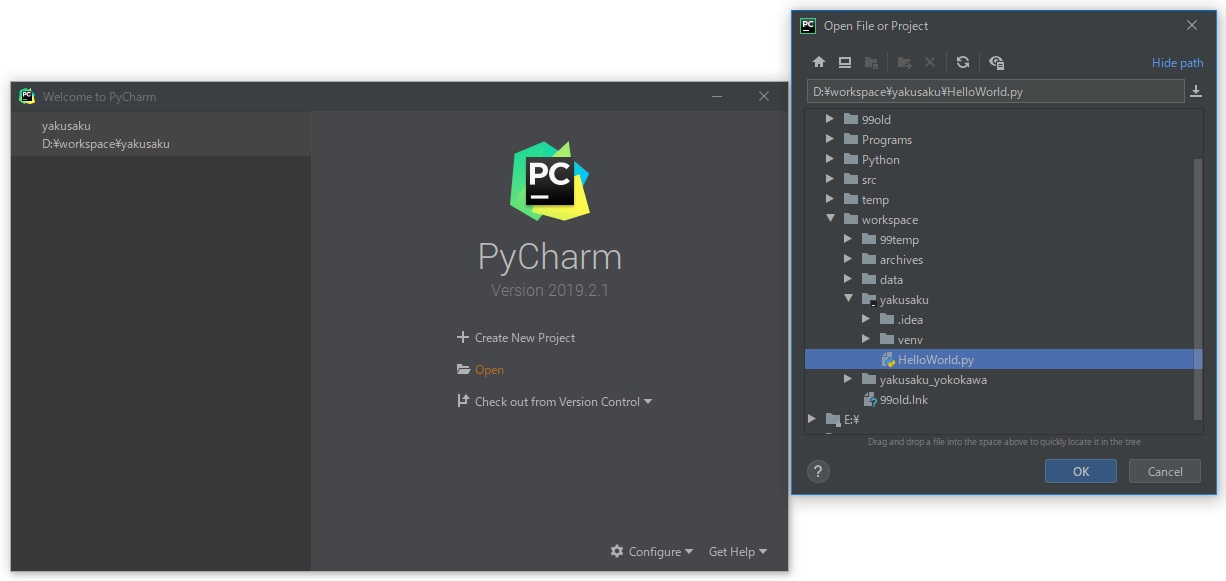 Welcome to PyCharm
yakusaku
D:¥workspace¥yakusaku
PC
PyCharm
Version 2019.2.1
Create New Project
Open
Check out from Version Control
Configure
Get Help
PC
Open File or Project
Hide path
D:¥workspace¥yakusaku¥HelloWorld.py
99old
Programs
Python
src
temp
workspace
99temp
archives
data
yakusaku
.idea
venv
HelloWorld.py
yakusaku_yokokawa
99old.lnk
E:¥
Drag and drop a file into the space above to quickly locate it in the tree
?
OK
Cancel